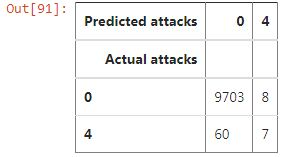 Out[91]:
Predicted attacks 0 4
Actual attacks
0 9703 8
4 60 7